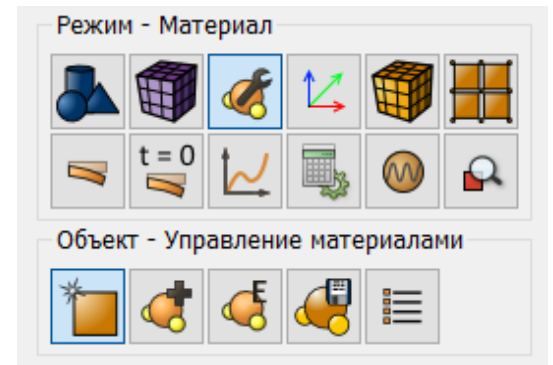 Режим - Материал
t = 0
Объект - Управление материалами
E